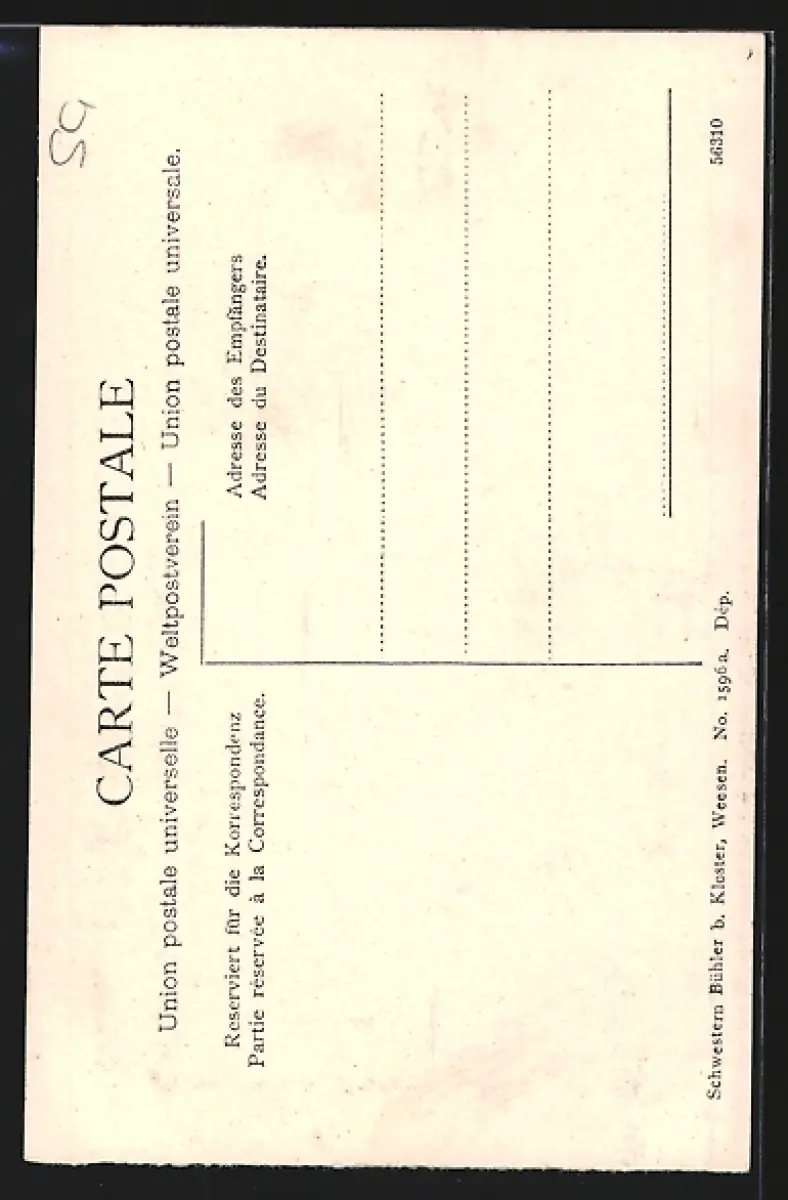 59
CARTE POSTALE
Union postale universelle — Weltpostverein — Union postale universale.
Reserviert für die Korrespondenz
Partie réservée à la Correspondance.
Adresse des Empfängers
Adresse du Destinataire.
Schwestern Bühler b. Kloster, Weesen. No. 1596 a. Dép.
56310